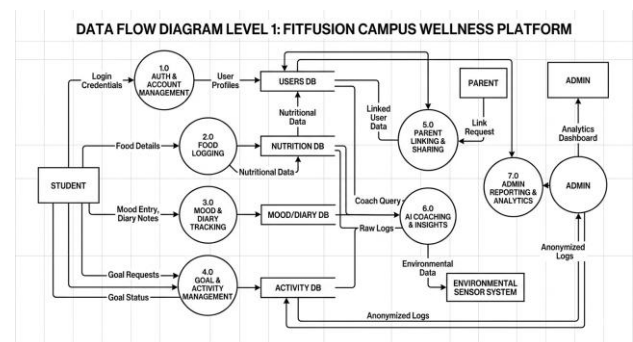 DATA FLOW DIAGRAM LEVEL 1: FITFUSION CAMPUS WELLNESS PLATFORM
Login
Credentials
1.0
AUTH &
ACCOUNT
MANAGEMENT
User
Profiles
USERS DB
PARENT
ADMIN
Nutritional
Data
Linked
User
Data
5.0
PARENT
LINKING &
SHARING
Link
Request
Analytics
Dashboard
Food Details
2.0
FOOD
LOGGING
NUTRITION DB
Nutritional Data
STUDENT
7.0
ADMIN
REPORTING &
ANALYTICS
ADMIN
Mood Entry,
Diary Notes
3.0
MOOD &
DIARY
TRACKING
MOOD/DIARY DB
Coach Query
Raw Logs
6.0
AI COACHING
& INSIGHTS
Anonymized
Logs
Goal Requests
Goal Status
4.0
GOAL &
ACTIVITY
MANAGEMENT
ACTIVITY DB
Environmental
Data
ENVIRONMENTAL
SENSOR SYSTEM
Anonymized Logs